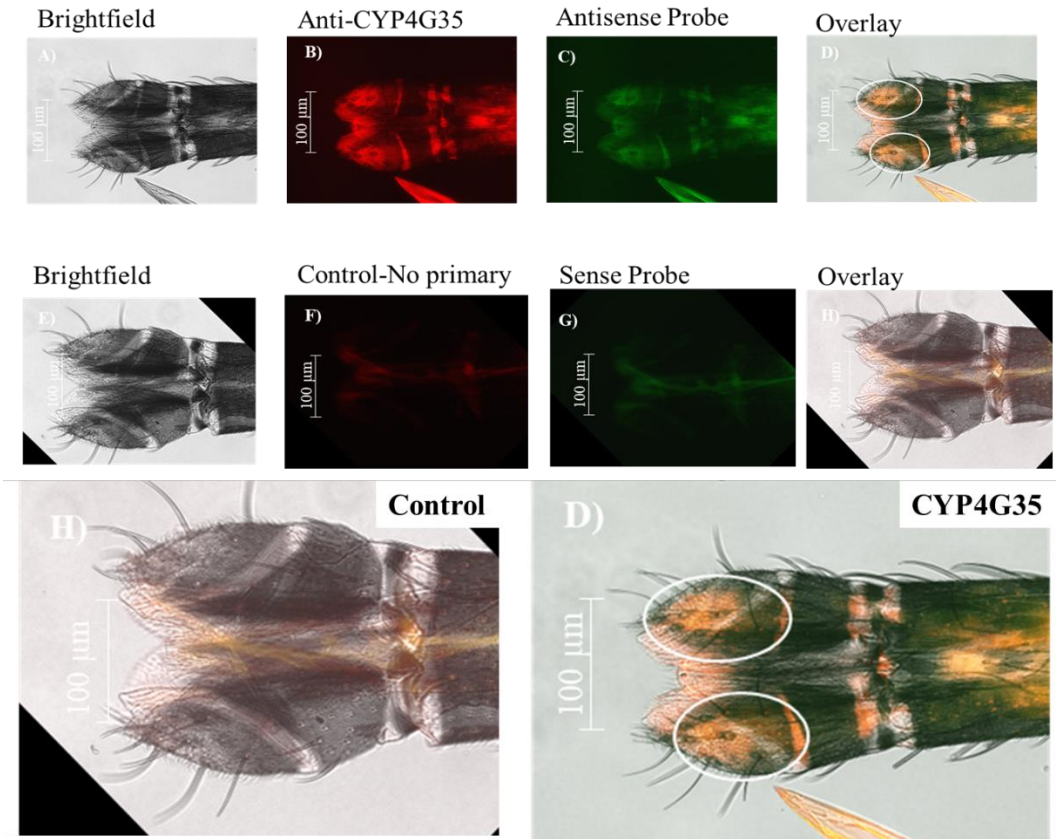 Brightfield
Anti-CYP4G35
Antisense Probe
Overlay
A)
B)
C)
D)
100 μm
100 μm
100 μm
100 μm
Brightfield
Control-No primary
Sense Probe
Overlay
E)
F)
G)
H)
100 μm
100 μm
100 μm
100 μm
H)
Control
D)
CYP4G35
100 μm
100 μm